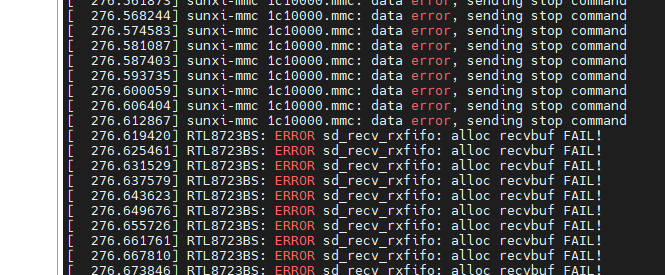 [  276.561873] sunxi-mmc 1c10000.mmc: data error, sending stop command
[  276.568244] sunxi-mmc 1c10000.mmc: data error, sending stop command
[  276.574583] sunxi-mmc 1c10000.mmc: data error, sending stop command
[  276.581087] sunxi-mmc 1c10000.mmc: data error, sending stop command
[  276.587403] sunxi-mmc 1c10000.mmc: data error, sending stop command
[  276.593735] sunxi-mmc 1c10000.mmc: data error, sending stop command
[  276.600059] sunxi-mmc 1c10000.mmc: data error, sending stop command
[  276.606404] sunxi-mmc 1c10000.mmc: data error, sending stop command
[  276.612867] sunxi-mmc 1c10000.mmc: data error, sending stop command
[  276.619420] RTL8723BS: ERROR sd_recv_rxfifo: alloc recvbuf FAIL!
[  276.625461] RTL8723BS: ERROR sd_recv_rxfifo: alloc recvbuf FAIL!
[  276.631529] RTL8723BS: ERROR sd_recv_rxfifo: alloc recvbuf FAIL!
[  276.637579] RTL8723BS: ERROR sd_recv_rxfifo: alloc recvbuf FAIL!
[  276.643623] RTL8723BS: ERROR sd_recv_rxfifo: alloc recvbuf FAIL!
[  276.649676] RTL8723BS: ERROR sd_recv_rxfifo: alloc recvbuf FAIL!
[  276.655726] RTL8723BS: ERROR sd_recv_rxfifo: alloc recvbuf FAIL!
[  276.661761] RTL8723BS: ERROR sd_recv_rxfifo: alloc recvbuf FAIL!
[  276.667810] RTL8723BS: ERROR sd_recv_rxfifo: alloc recvbuf FAIL!
[  276.673846] RTL8723BS: ERROR sd_recv_rxfifo: alloc recvbuf FAIL!